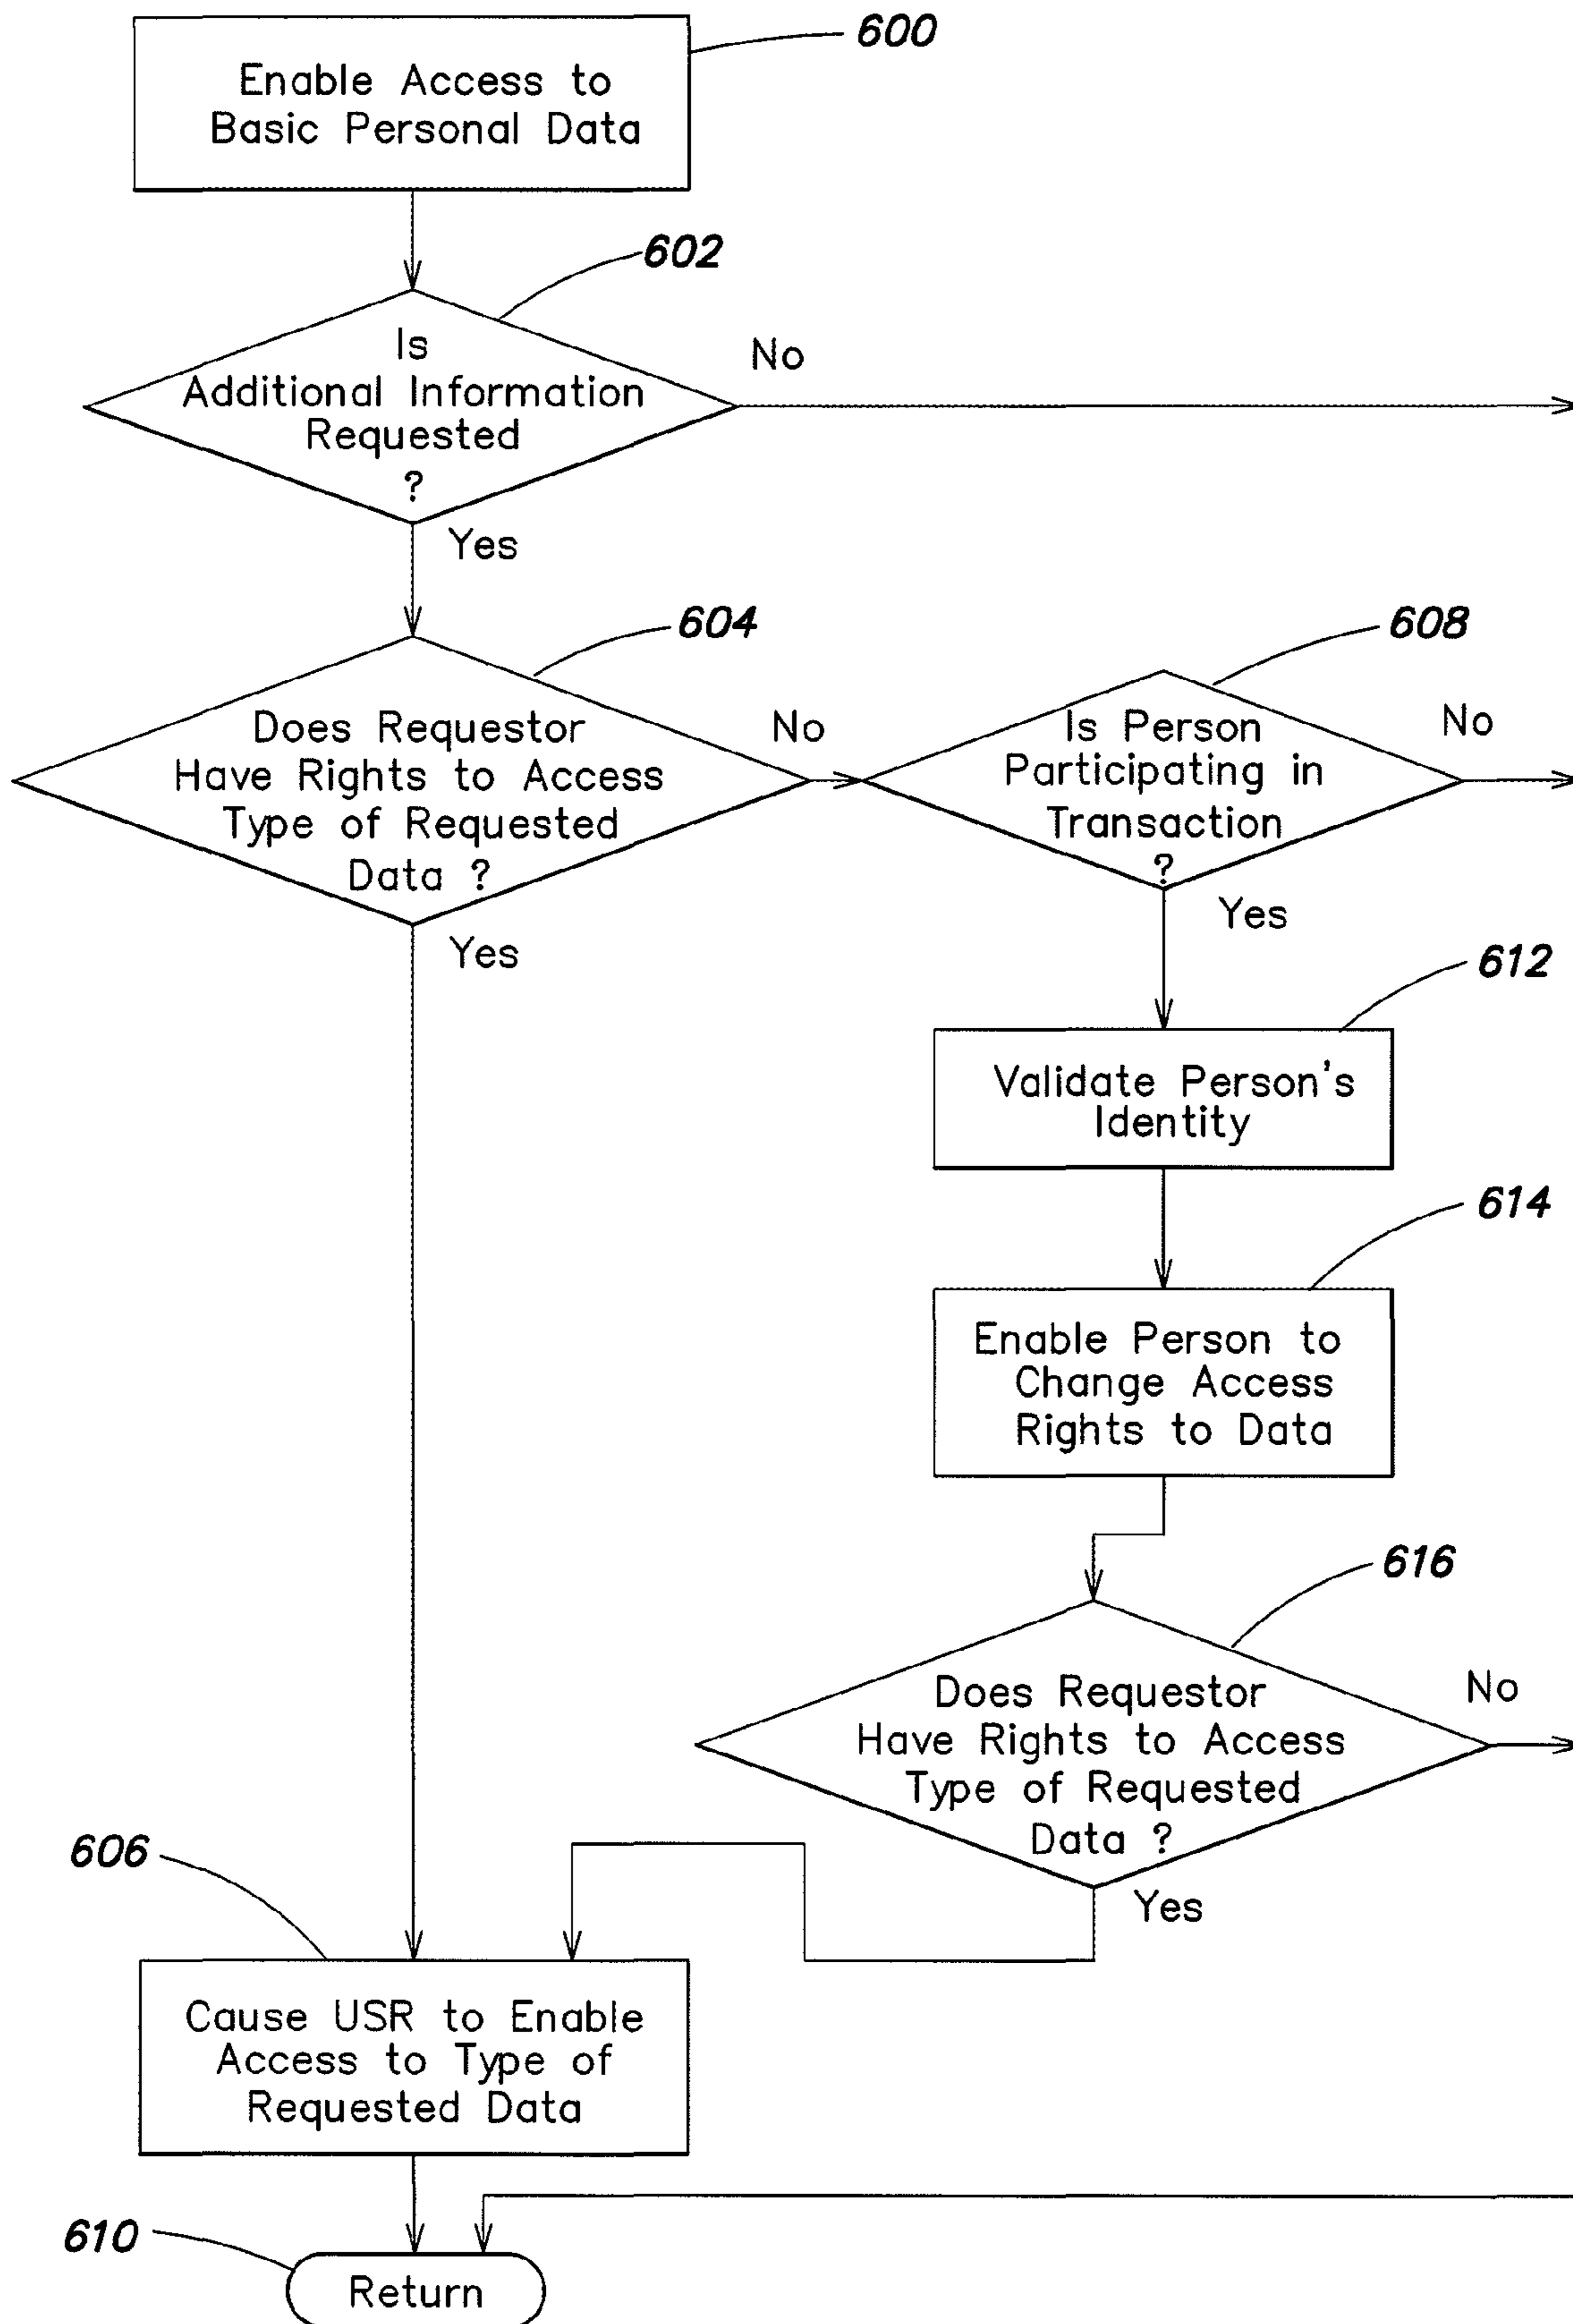 600
Enable Access to
Basic Personal Data
602
Is
Additional Information
Requested
?
No
Yes
604
Does Requestor
Have Rights to Access
Type of Requested
Data ?
No
Yes
608
Is Person
Participating in
Transaction
?
No
Yes
612
Validate Person's
Identity
614
Enable Person to
Change Access
Rights to Data
616
Does Requestor
Have Rights to Access
Type of Requested
Data ?
No
Yes
606
Cause USR to Enable
Access to Type of
Requested Data
610
Return